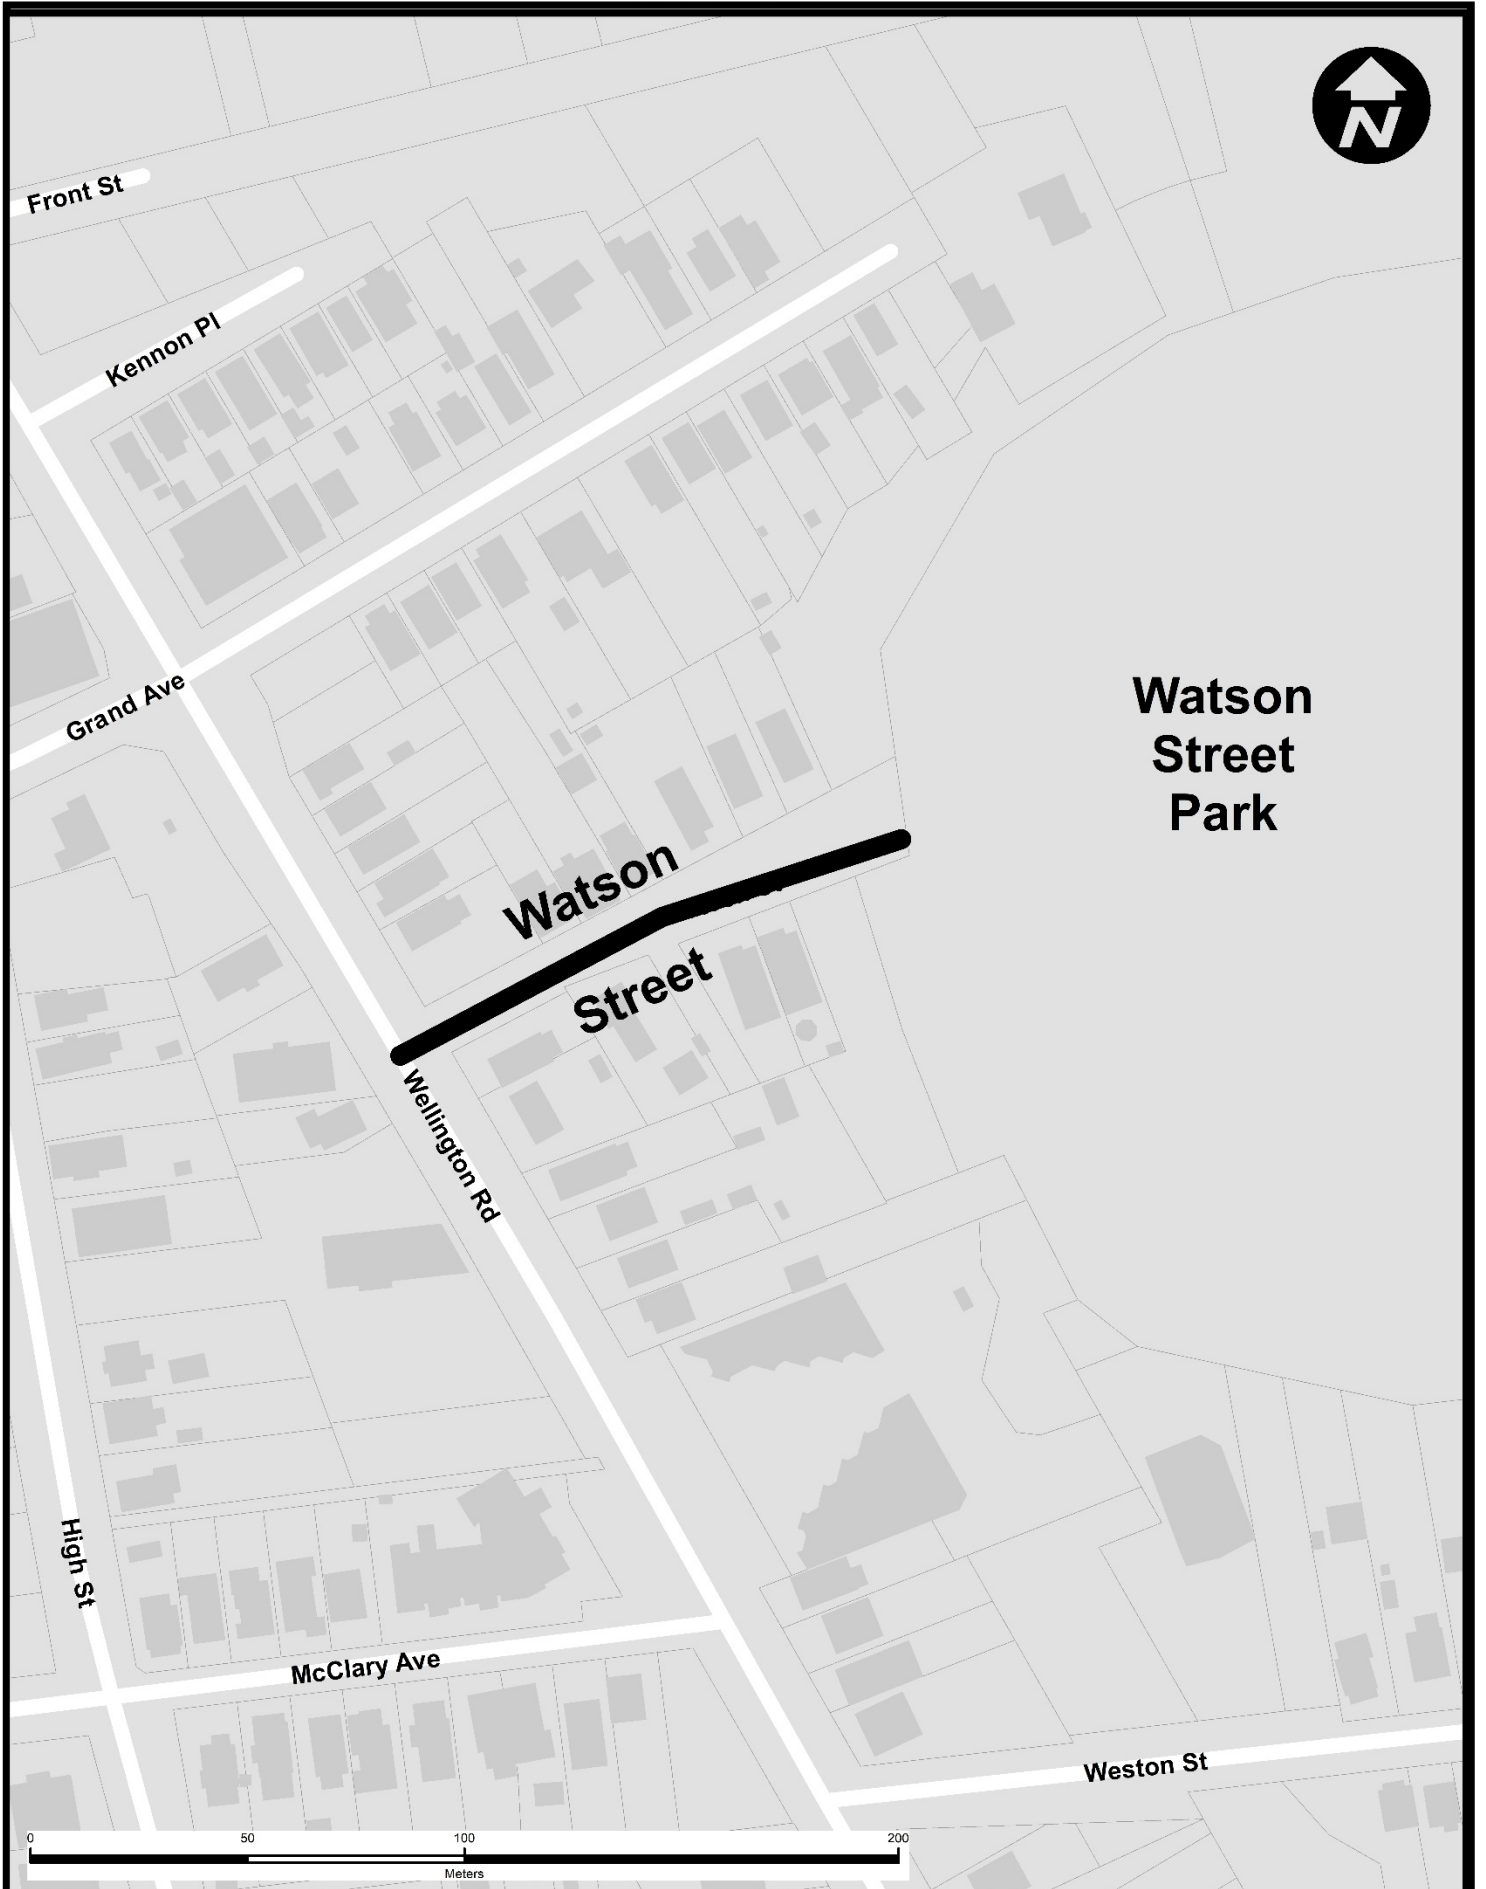 N
Front St
Kennon Pl
Grand Ave
Watson
Street
Park
Watson
Street
Wellington Rd
High St
McClary Ave
Weston St
0 50 100 200
Meters